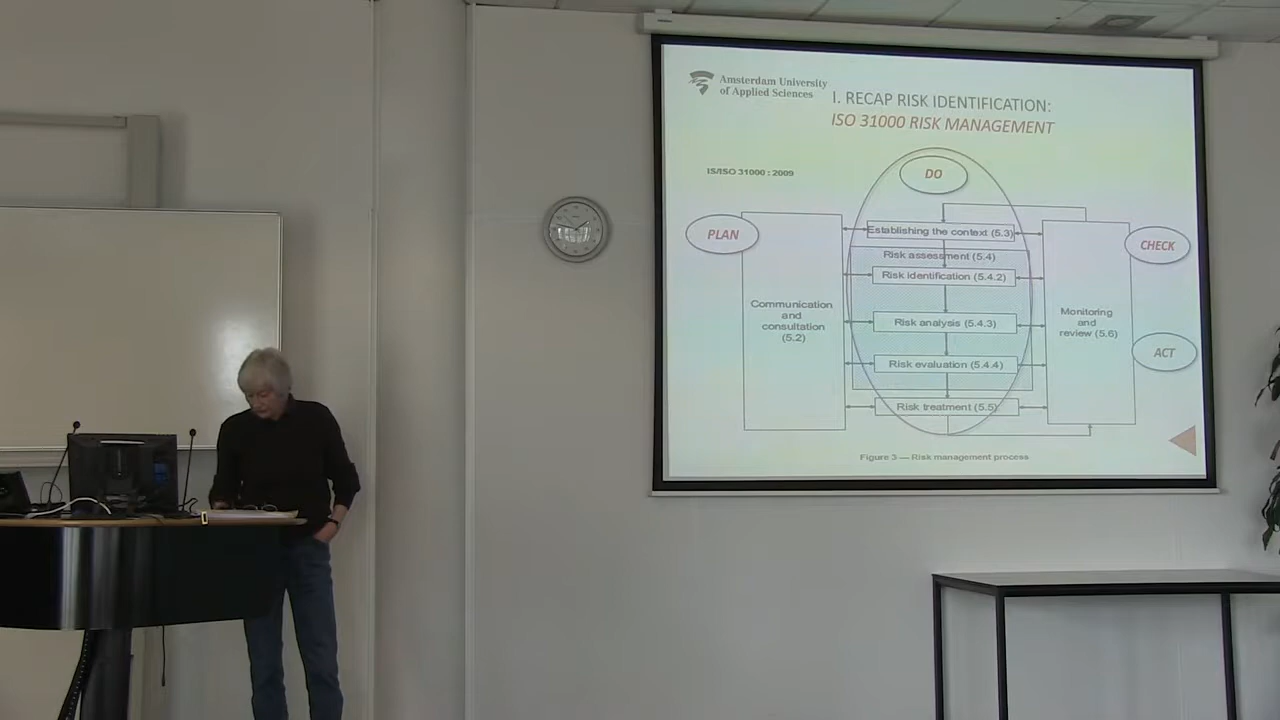 Amsterdam University
of Applied Sciences
I. RECAP RISK IDENTIFICATION:
ISO 31000 RISK MANAGEMENT
IS/ISO 31000 : 2009
DO
PLAN
CHECK
ACT
Establishing the context (5.3)
Risk assessment (5.4)
Risk identification (5.4.2)
Risk analysis (5.4.3)
Risk evaluation (5.4.4)
Risk treatment (5.5)
Communication
and
consultation
(5.2)
Monitoring
and
review (5.6)
Figure 3 — Risk management process